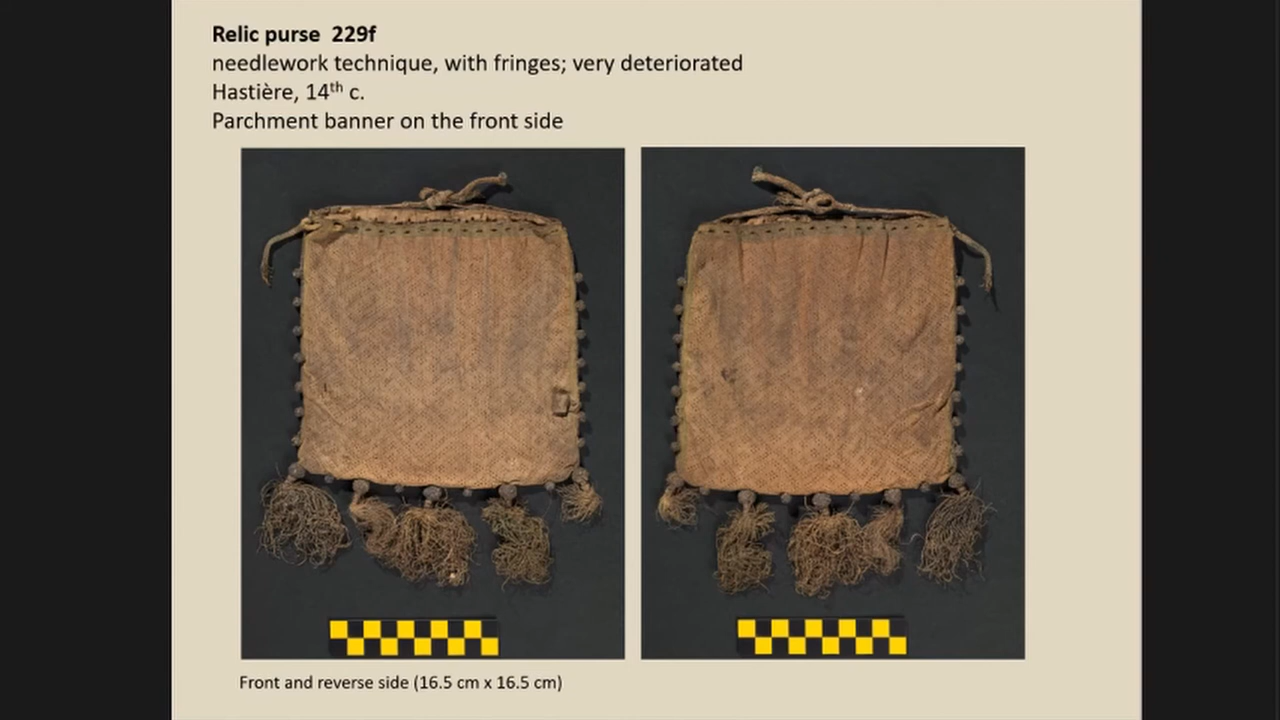 Relic purse 229f
needlework technique, with fringes; very deteriorated
Hastière, 14th c.
Parchment banner on the front side
Front and reverse side (16.5 cm x 16.5 cm)